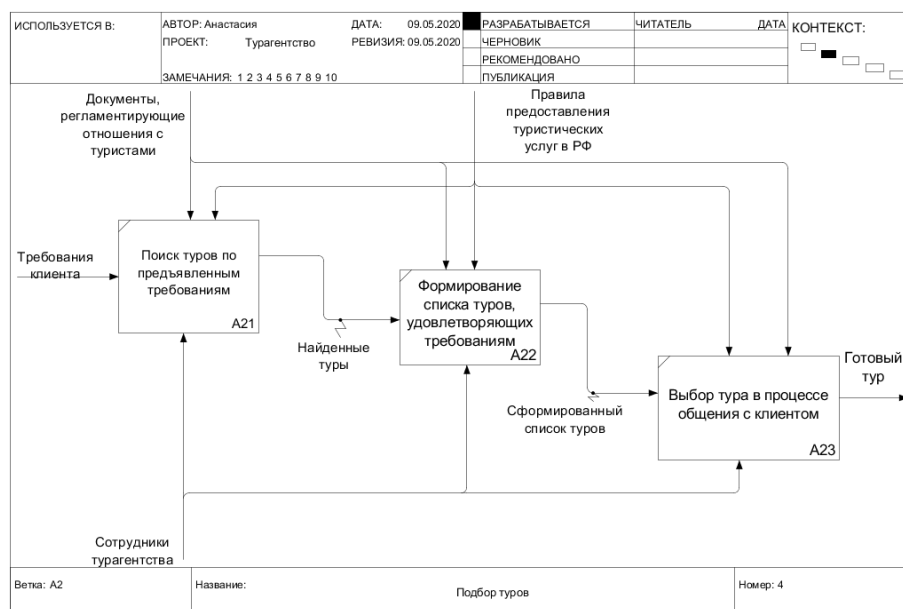 ИСПОЛЬЗУЕТСЯ В:
АВТОР: Анастасия
ДАТА: 09.05.2020
РАЗРАБАТЫВАЕТСЯ
ЧИТАТЕЛЬ
ДАТА
КОНТЕКСТ:
ПРОЕКТ: Турагентство
РЕВИЗИЯ: 09.05.2020
ЧЕРНОВИК
РЕКОМЕНДОВАНО
ЗАМЕЧАНИЯ: 1 2 3 4 5 6 7 8 9 10
ПУБЛИКАЦИЯ
Документы,
регламентирующие
отношения с
туристами
Правила
предоставления
туристических
услуг в РФ
Требования
клиента
Поиск туров по
предъявленным
требованиям
A21
Найденные
туры
Формирование
списка туров,
удовлетворяющих
требованиям
A22
Сформированный
список туров
Выбор тура в процессе
общения с клиентом
A23
Готовый
тур
Сотрудники
турагентства
Ветка: A2
Название:
Подбор туров
Номер: 4